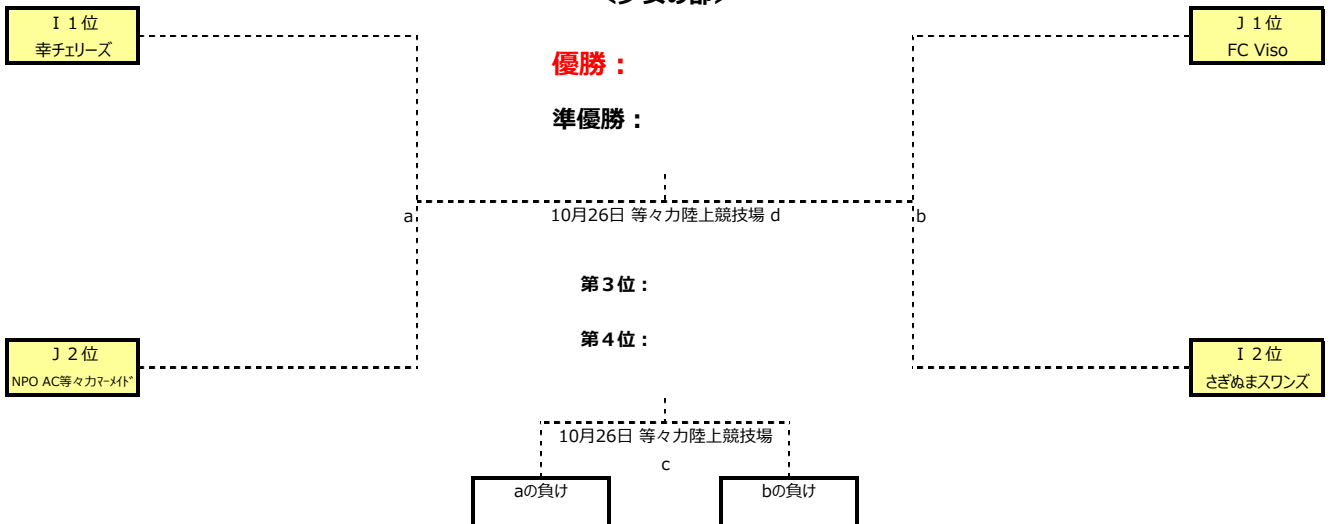 <少女の部>
I 1位
幸チェリーズ
J 1位
FC Viso
優勝：
準優勝：
a
10月26日 等々力陸上競技場 d
b
第3位：
第4位：
J 2位
NPO AC等々力マーメイド
I 2位
さぎぬまスワンズ
10月26日 等々力陸上競技場
c
aの負け
bの負け